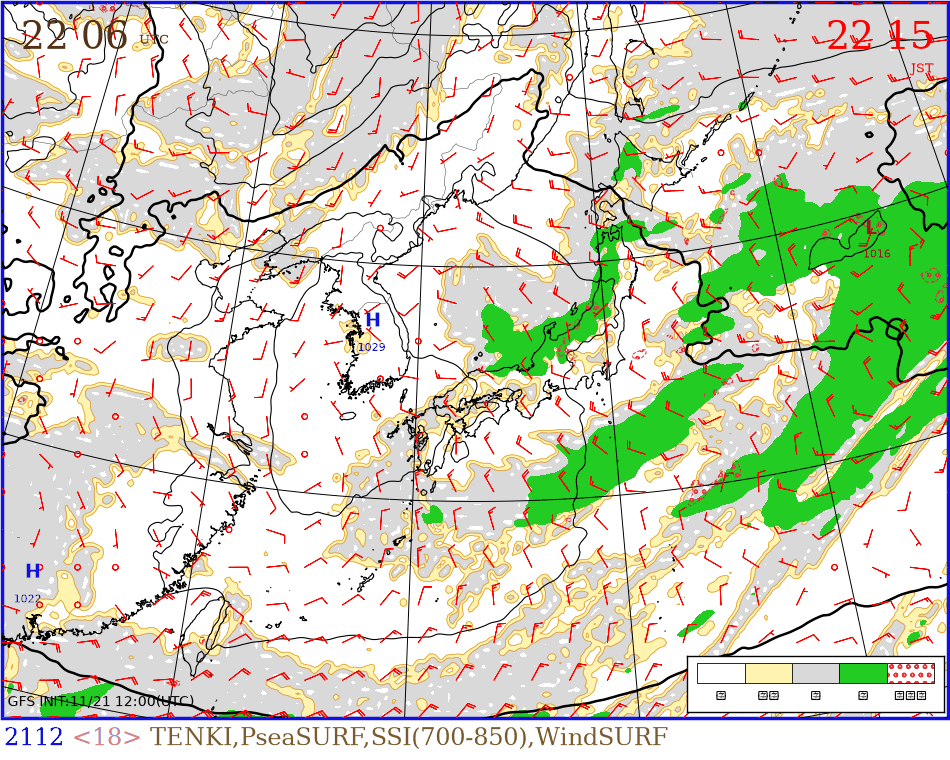 22 06 UTC
22 15
JST
L
1016
H
1029
H
1022
GFS INIT:11/21 12:00(UTC)
2112 <18> TENKI,PseaSURF,SSI(700-850),WindSURF